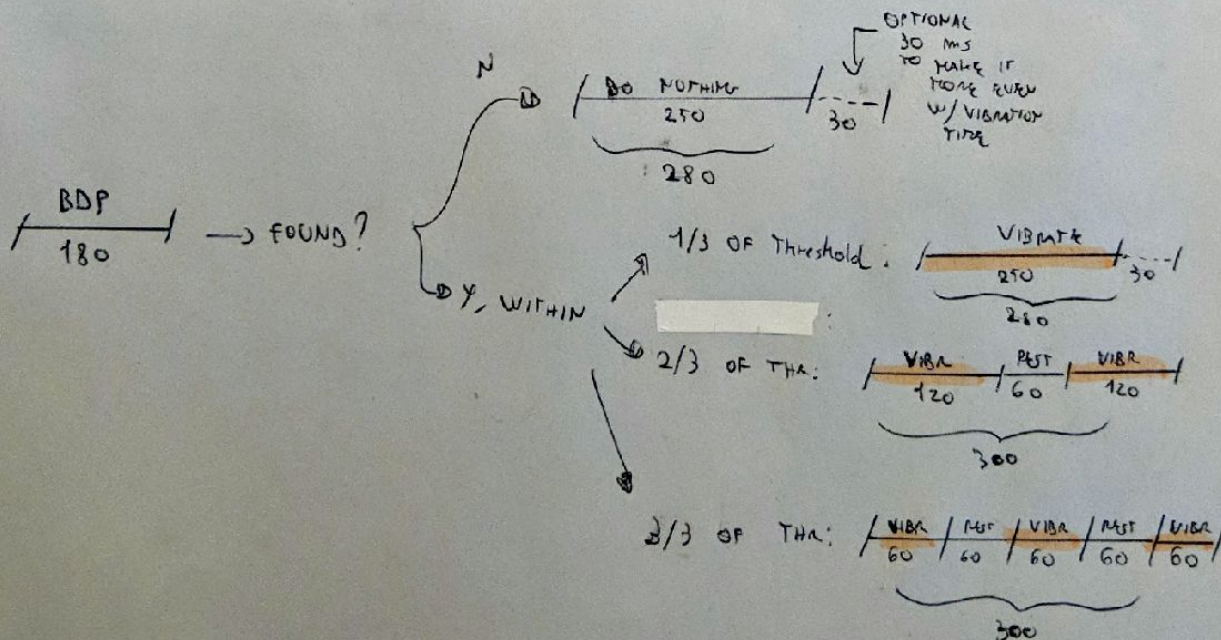 OPTIONAL
30 ms
TO MAKE IT
MORE EVEN
W/ VIBRATION
TIME
N
DO NOTHING
250
30
280
BDP
180
→ FOUND?
Y, WITHIN
1/3 OF Threshold:
VIBRATE
250
30
280
:
2/3 OF THR:
VIBR REST VIBR
120 60 120
300
3/3 OF THR:
VIBR REST VIBR REST VIBR
60 60 60 60 60
300